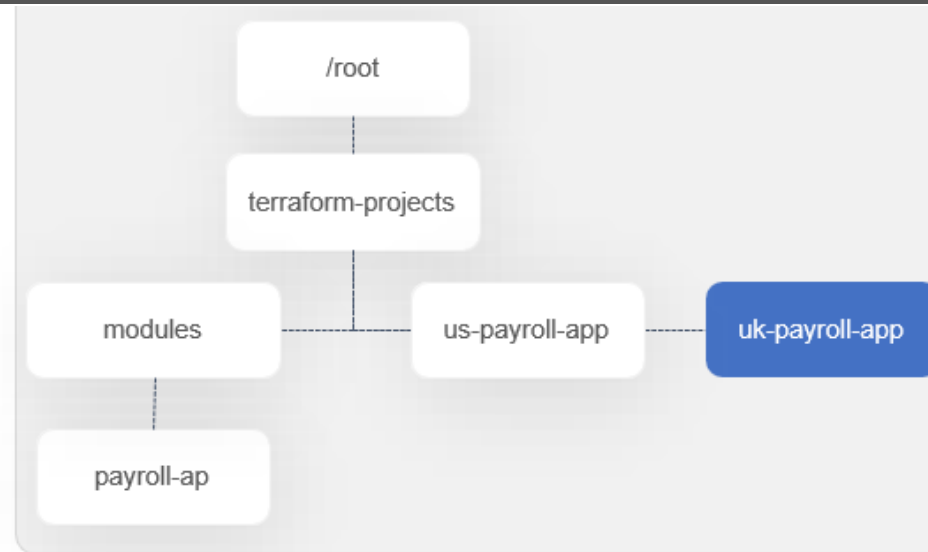 /root
terraform-projects
modules
us-payroll-app
uk-payroll-app
payroll-ap